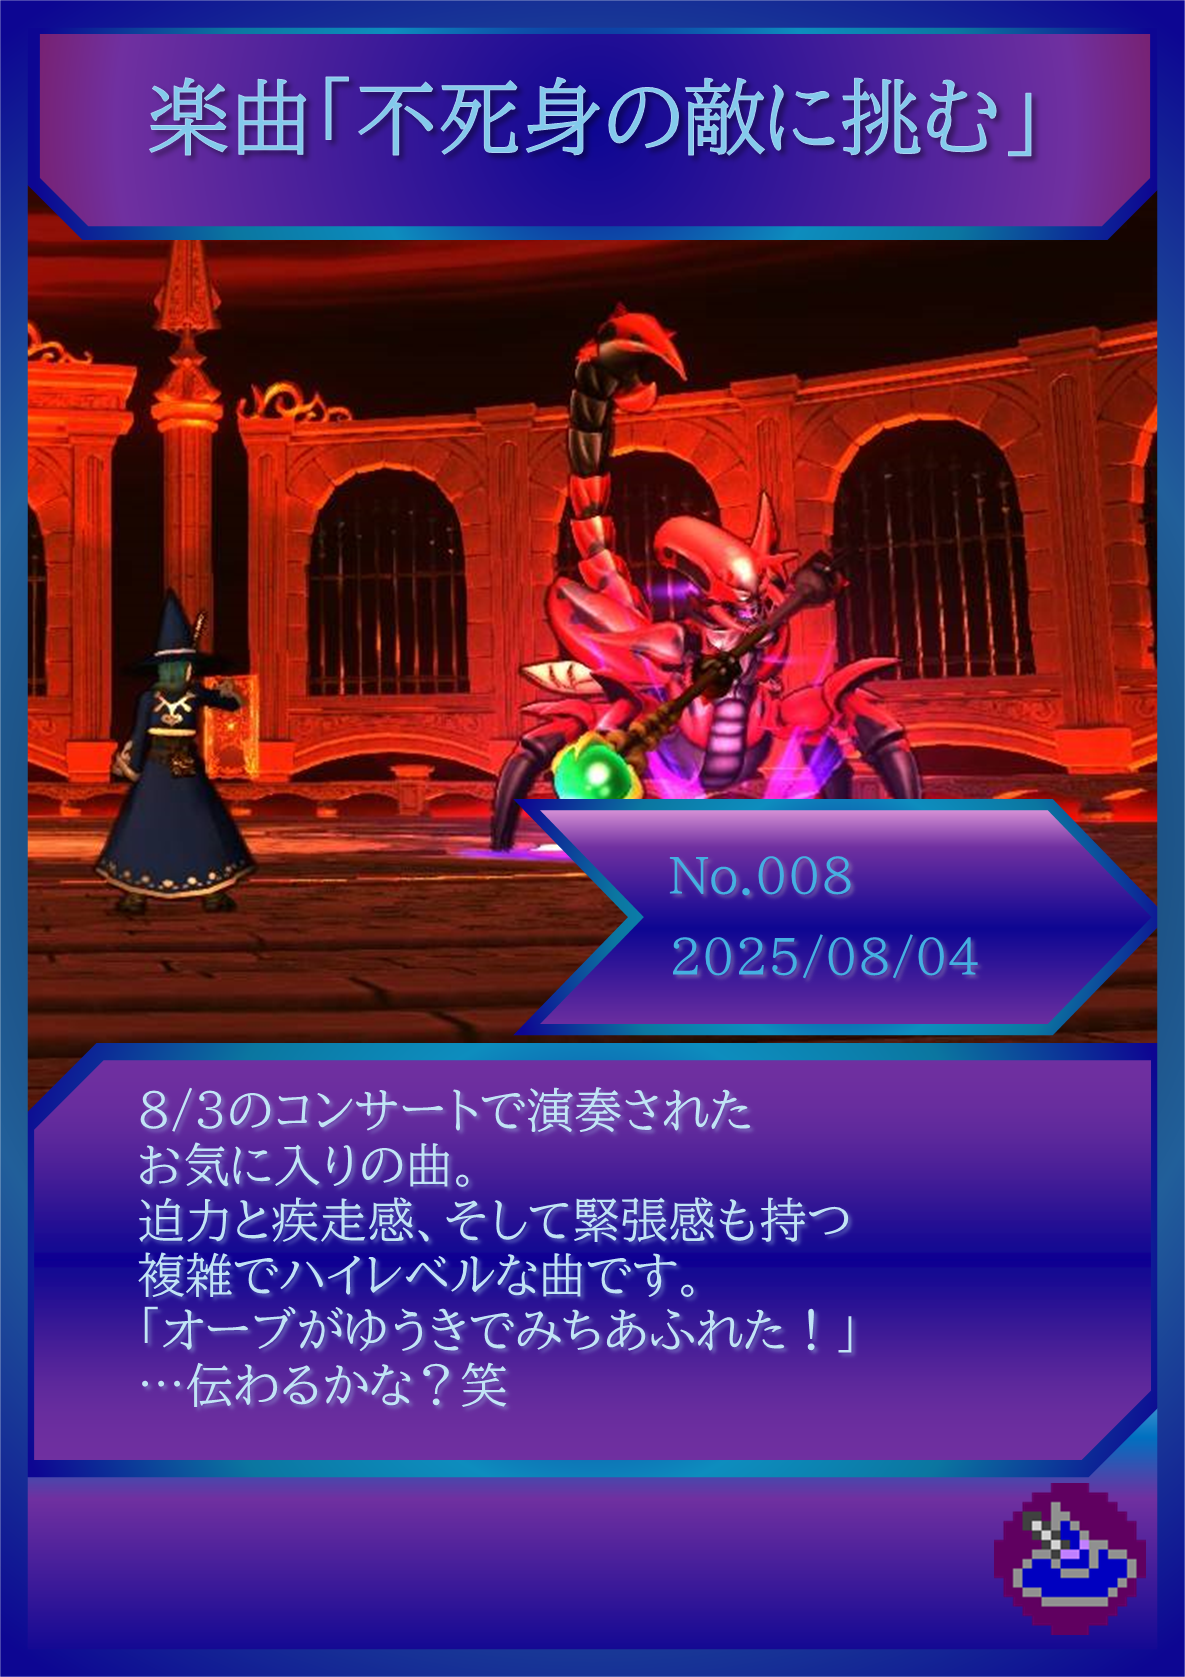 楽曲「不死身の敵に挑む」
No.008
2025/08/04
8/3のコンサートで演奏された
お気に入りの曲。
迫力と疾走感、そして緊張感も持つ
複雑でハイレベルな曲です。
「オーブがゆうきでみちあふれた！」
…伝わるかな？笑